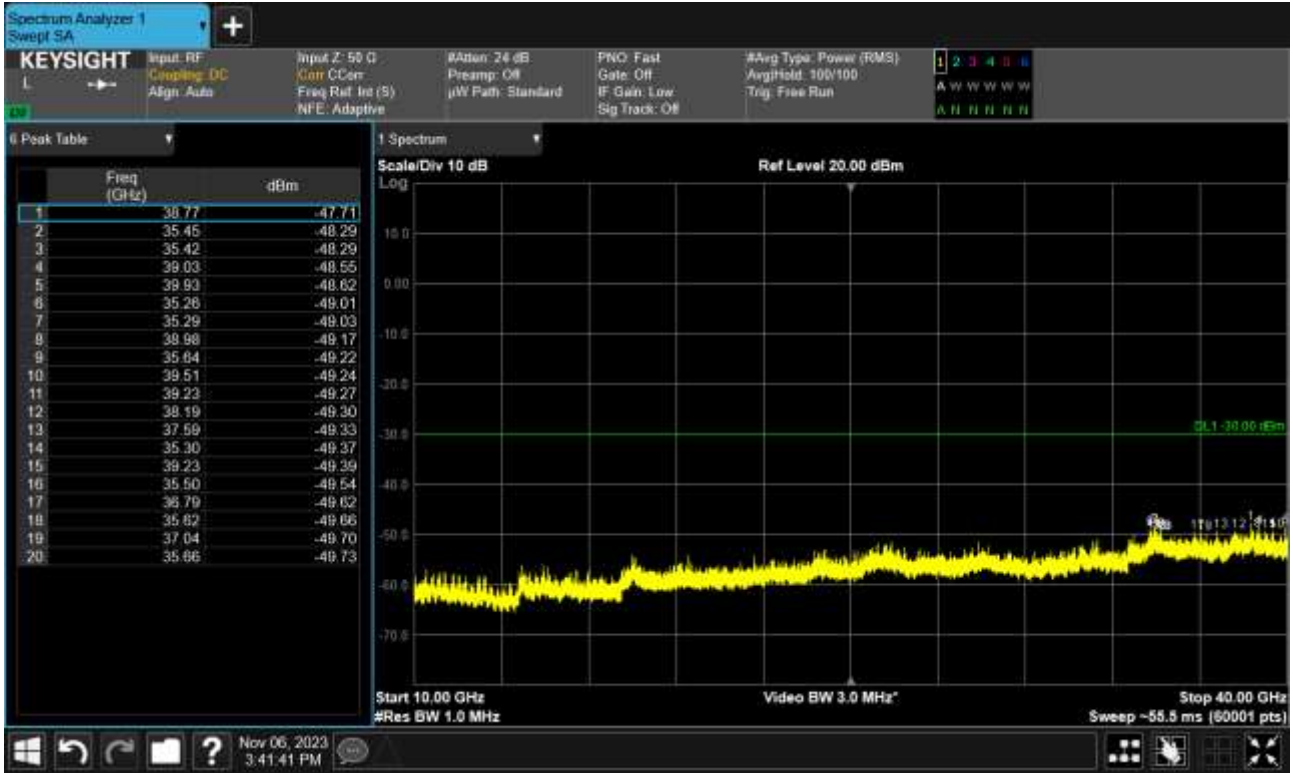 Spectrum Analyzer 1
Swept SA
+
KEYSIGHT
L
Input: RF
Coupling: DC
Align: Auto
Input Z: 50 Ω
Corr CCorr
Freq Ref: Int (S)
NFE: Adaptive
#Atten: 24 dB
Preamp: Off
µW Path: Standard
PNO: Fast
Gate: Off
IF Gain: Low
Sig Track: Off
#Avg Type: Power (RMS)
Avg|Hold: 100/100
Trig: Free Run
1 2 3 4 5 6
A W W W W W
A N N N N N
6 Peak Table
Freq (GHz) dBm
1 38.77 -47.71
2 35.45 -48.29
3 35.42 -48.29
4 39.03 -48.55
5 39.93 -48.62
6 35.26 -49.01
7 35.29 -49.03
8 38.98 -49.17
9 35.64 -49.22
10 39.51 -49.24
11 39.23 -49.27
12 38.19 -49.30
13 37.59 -49.33
14 35.30 -49.37
15 39.23 -49.39
16 35.50 -49.54
17 36.79 -49.62
18 35.62 -49.66
19 37.04 -49.70
20 35.66 -49.73
1 Spectrum
Scale/Div 10 dB
Ref Level 20.00 dBm
Log
10.0
0.00
-10.0
-20.0
-30.0
DL1 -30.00 dBm
-40.0
-50.0
-60.0
-70.0
Start 10.00 GHz
Video BW 3.0 MHz*
Stop 40.00 GHz
#Res BW 1.0 MHz
Sweep ~55.5 ms (60001 pts)
?
Nov 06, 2023
3:41:41 PM